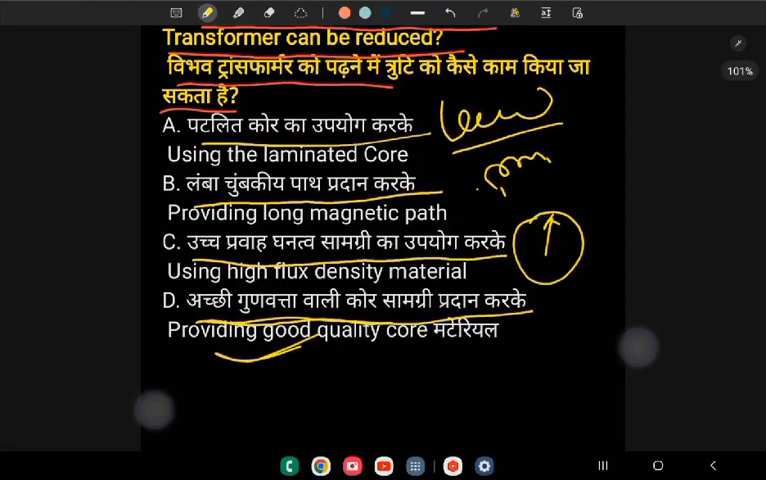 101%
Transformer can be reduced?
विभव ट्रांसफार्मर को पढ़ने में त्रुटि को कैसे काम किया जा
सकता है?
A. पटलित कोर का उपयोग करके
Using the laminated Core
B. लंबा चुंबकीय पाथ प्रदान करके
Providing long magnetic path
C. उच्च प्रवाह घनत्व सामग्री का उपयोग करके
Using high flux density material
D. अच्छी गुणवत्ता वाली कोर सामग्री प्रदान करके
Providing good quality core मटेरियल